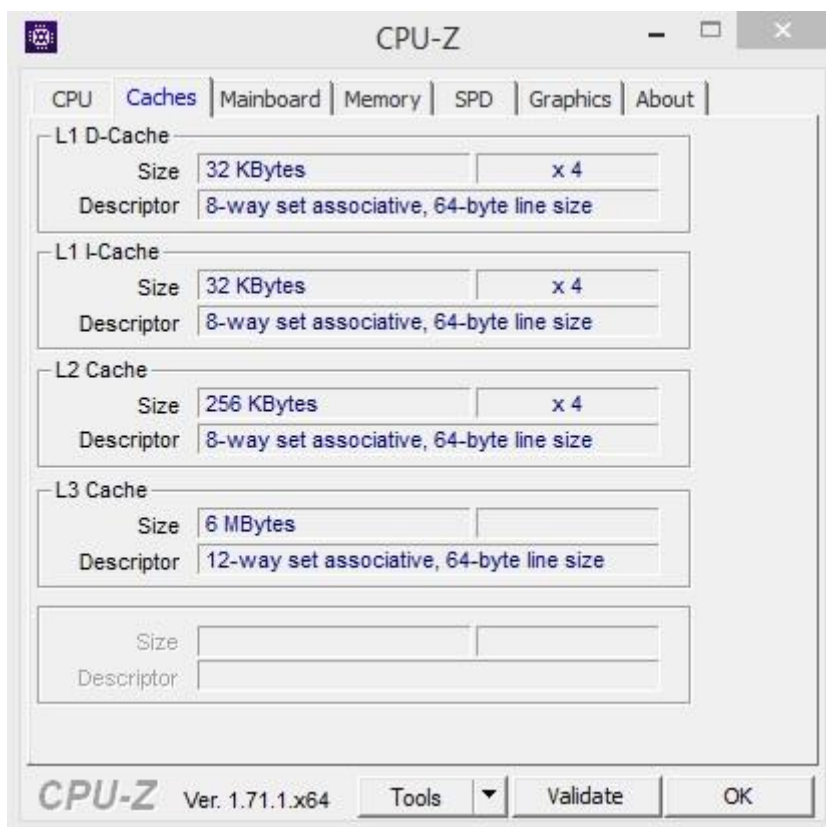 CPU-Z
CPU Caches Mainboard Memory SPD Graphics About
L1 D-Cache
Size 32 KBytes x 4
Descriptor 8-way set associative, 64-byte line size
L1 I-Cache
Size 32 KBytes x 4
Descriptor 8-way set associative, 64-byte line size
L2 Cache
Size 256 KBytes x 4
Descriptor 8-way set associative, 64-byte line size
L3 Cache
Size 6 MBytes
Descriptor 12-way set associative, 64-byte line size
Size
Descriptor
CPU-Z Ver. 1.71.1.x64 Tools Validate OK